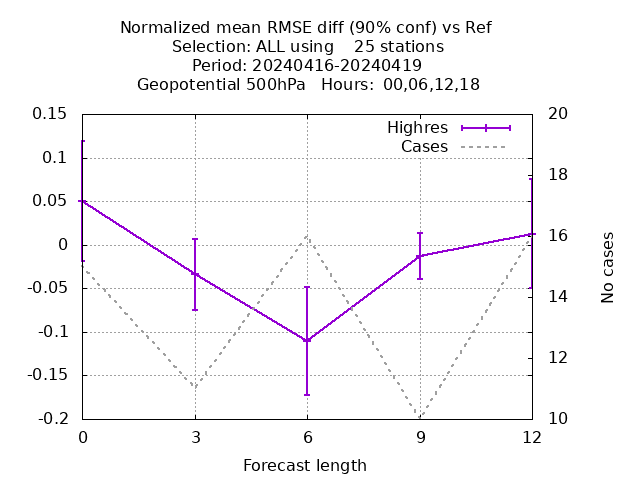 Normalized mean RMSE diff (90% conf) vs Ref
Selection: ALL using    25 stations
Period: 20240416-20240419
Geopotential 500hPa   Hours:  00,06,12,18
Highres
Cases
0.15
0.1
0.05
0
-0.05
-0.1
-0.15
-0.2
20
18
16
14
12
10
No cases
0
3
6
9
12
Forecast length